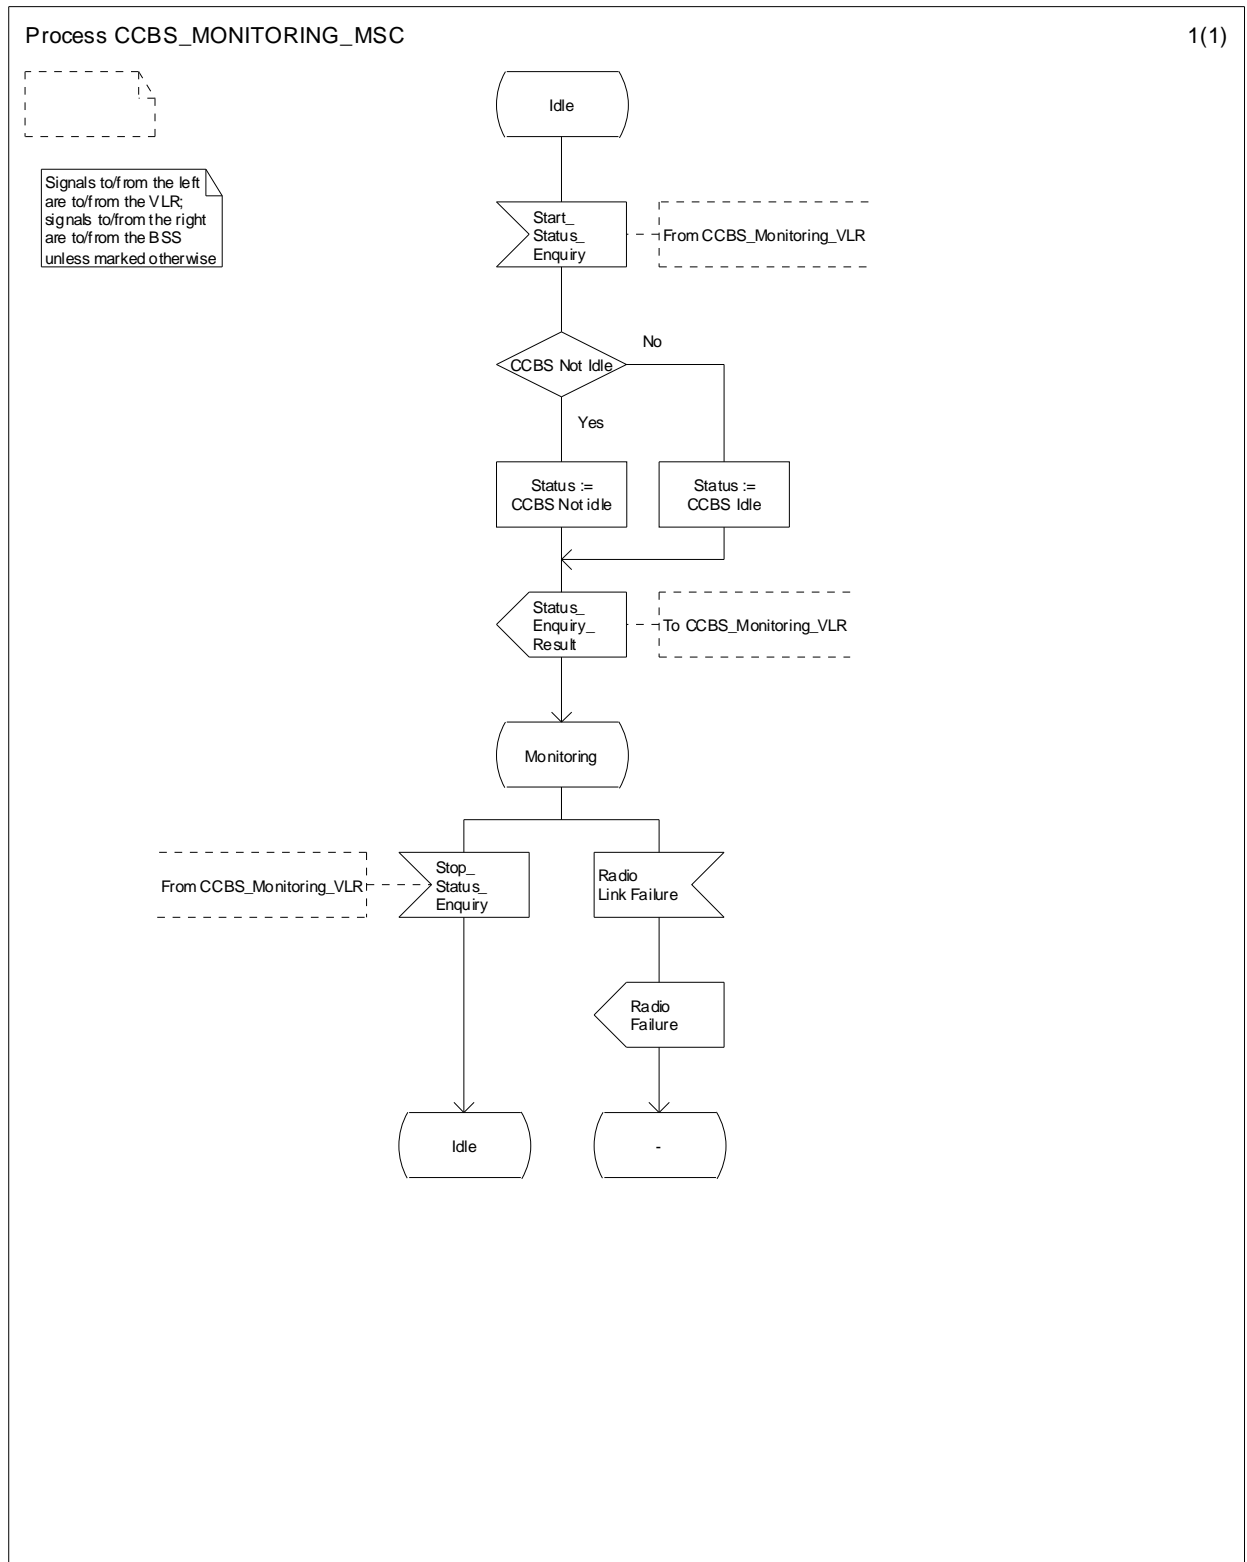 Process CCBS_MONITORING_MSC
1(1)
Idle
Signals to/from the left
are to/from the VLR;
signals to/from the right
are to/from the BSS
unless marked otherwise
Start_
Status_
Enquiry
From CCBS_Monitoring_VLR
CCBS Not Idle
No
Yes
Status :=
CCBS Not idle
Status :=
CCBS Idle
Status_
Enquiry_
Result
To CCBS_Monitoring_VLR
Monitoring
From CCBS_Monitoring_VLR
Stop_
Status_
Enquiry
Radio
Link Failure
Radio
Failure
Idle
-